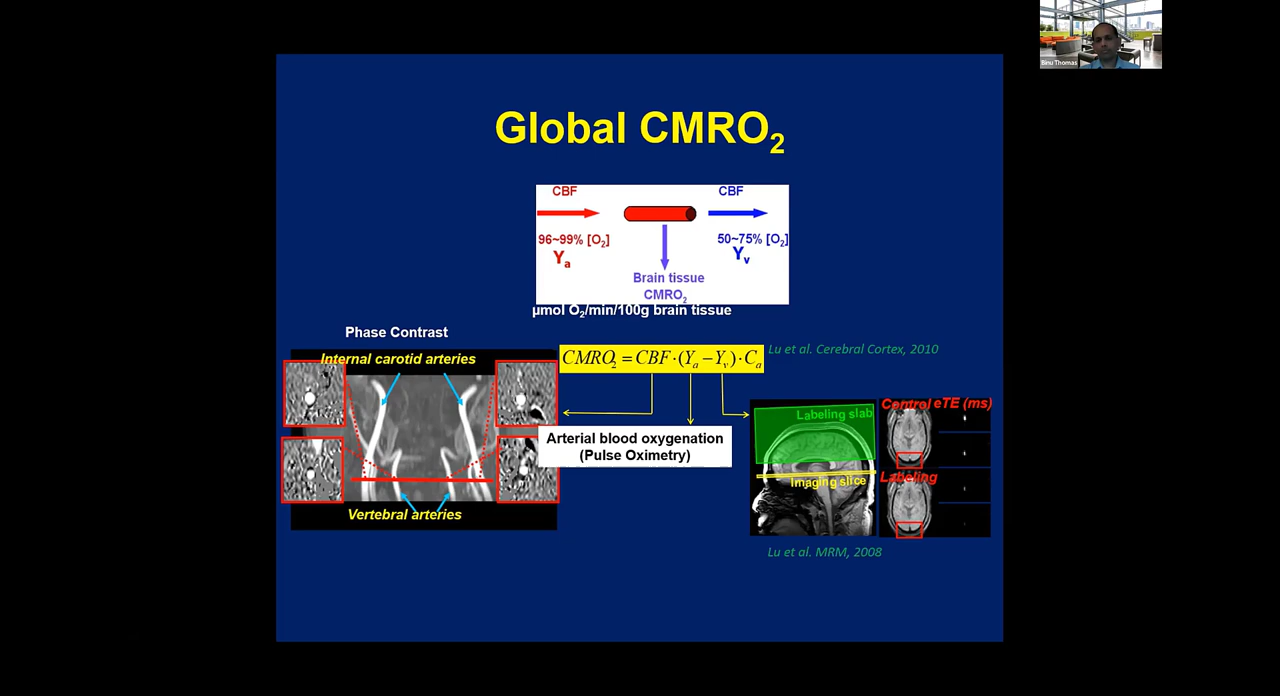 Binu Thomas
Global CMRO₂
CBF
CBF
96~99% [O₂]
50~75% [O₂]
Yₐ
Yᵥ
Brain tissue
CMRO₂
µmol O₂/min/100g brain tissue
Phase Contrast
Internal carotid arteries
CMRO₂ = CBF · (Yₐ − Yᵥ) · Cₐ
Lu et al. Cerebral Cortex, 2010
Arterial blood oxygenation
(Pulse Oximetry)
Vertebral arteries
Labeling slab
Imaging slice
Control eTE (ms)
Labeling
Lu et al. MRM, 2008